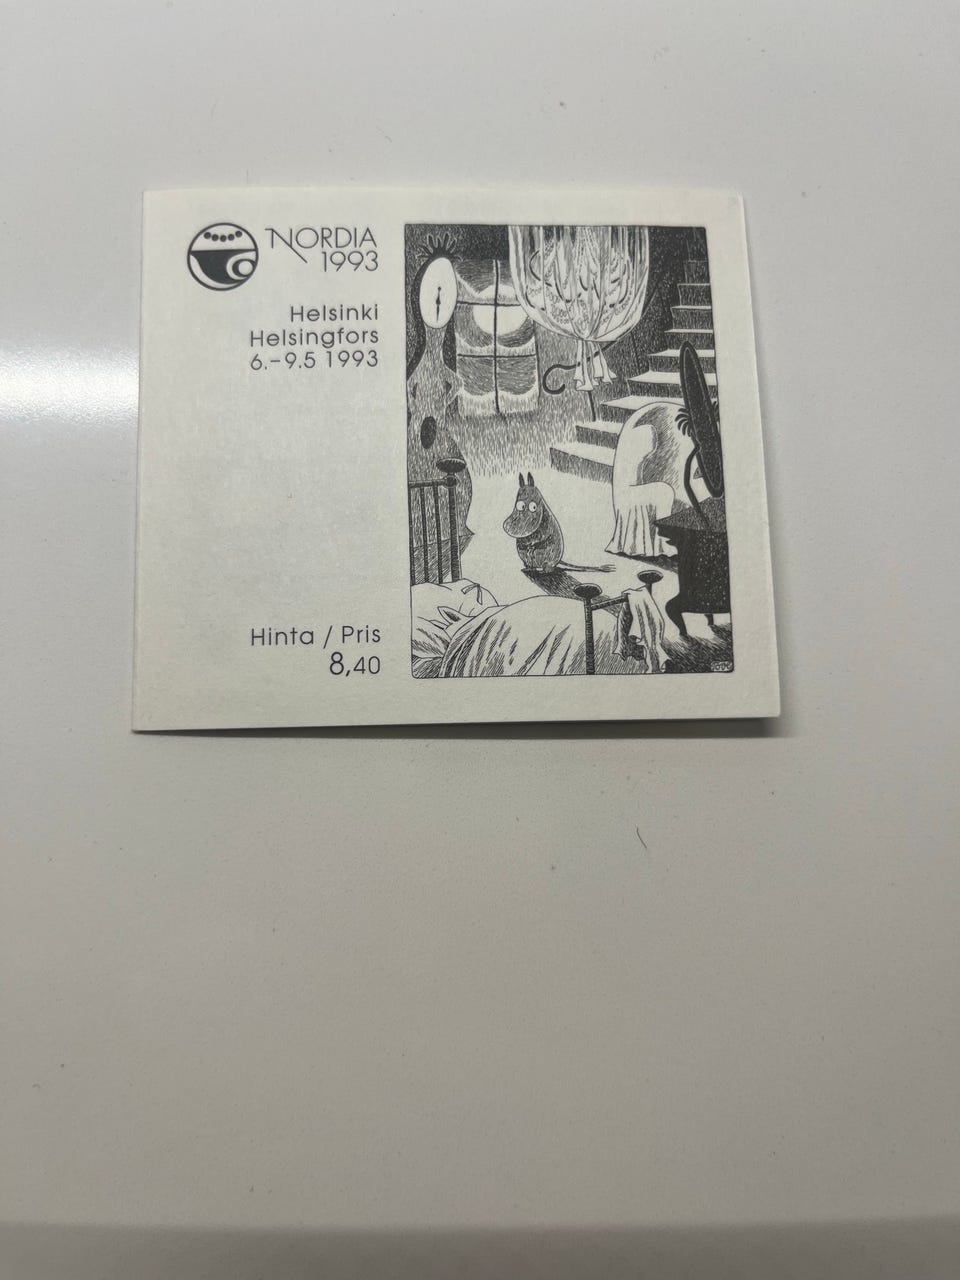 NORDIA
1993
Helsinki
Helsingfors
6.–9.5 1993
Hinta / Pris
8,40